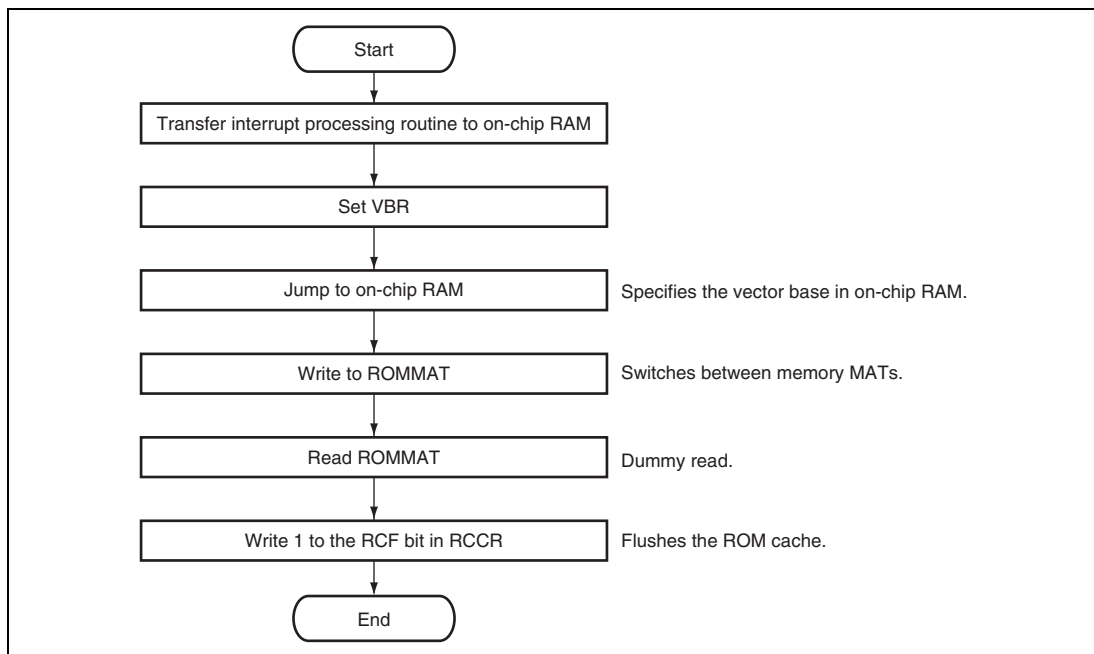 Start
Transfer interrupt processing routine to on-chip RAM
Set VBR
Jump to on-chip RAM
Specifies the vector base in on-chip RAM.
Write to ROMMAT
Switches between memory MATs.
Read ROMMAT
Dummy read.
Write 1 to the RCF bit in RCCR
Flushes the ROM cache.
End